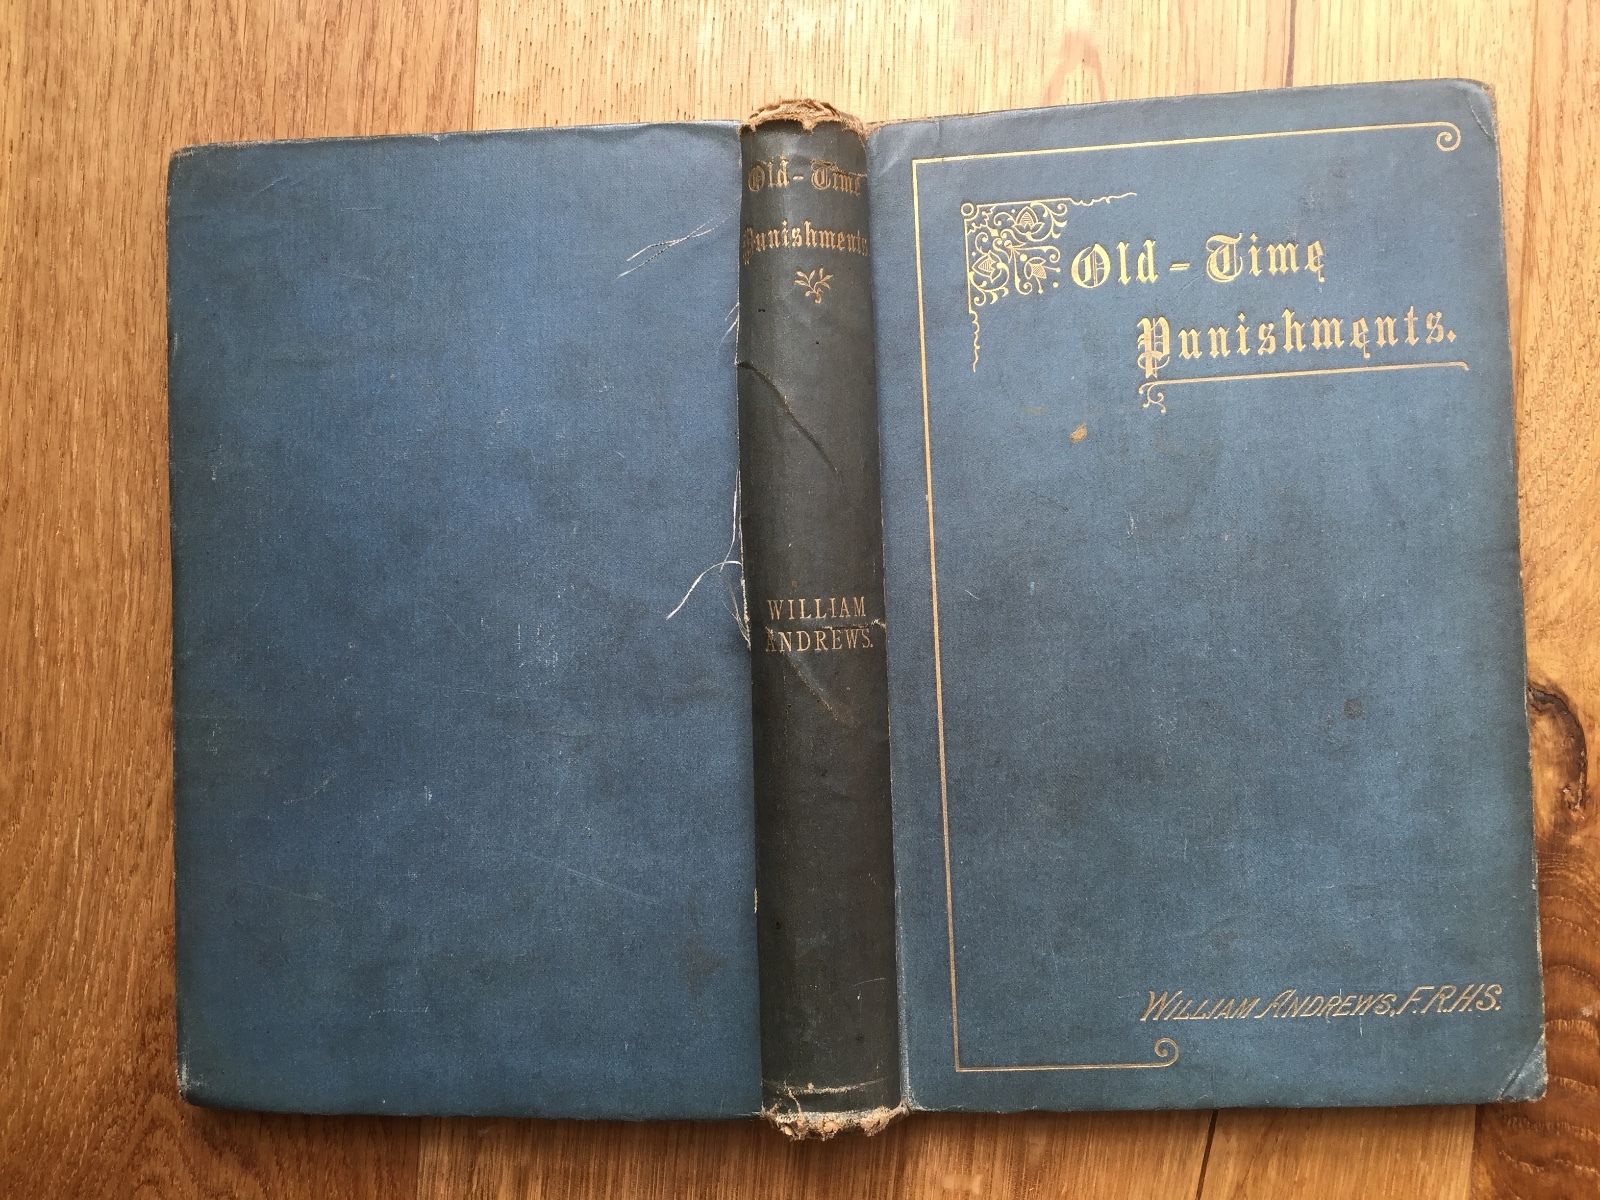 Old-Time
Punishments
WILLIAM
ANDREWS.
Old-Time
Punishments.
WILLIAM ANDREWS, F.R.H.S.